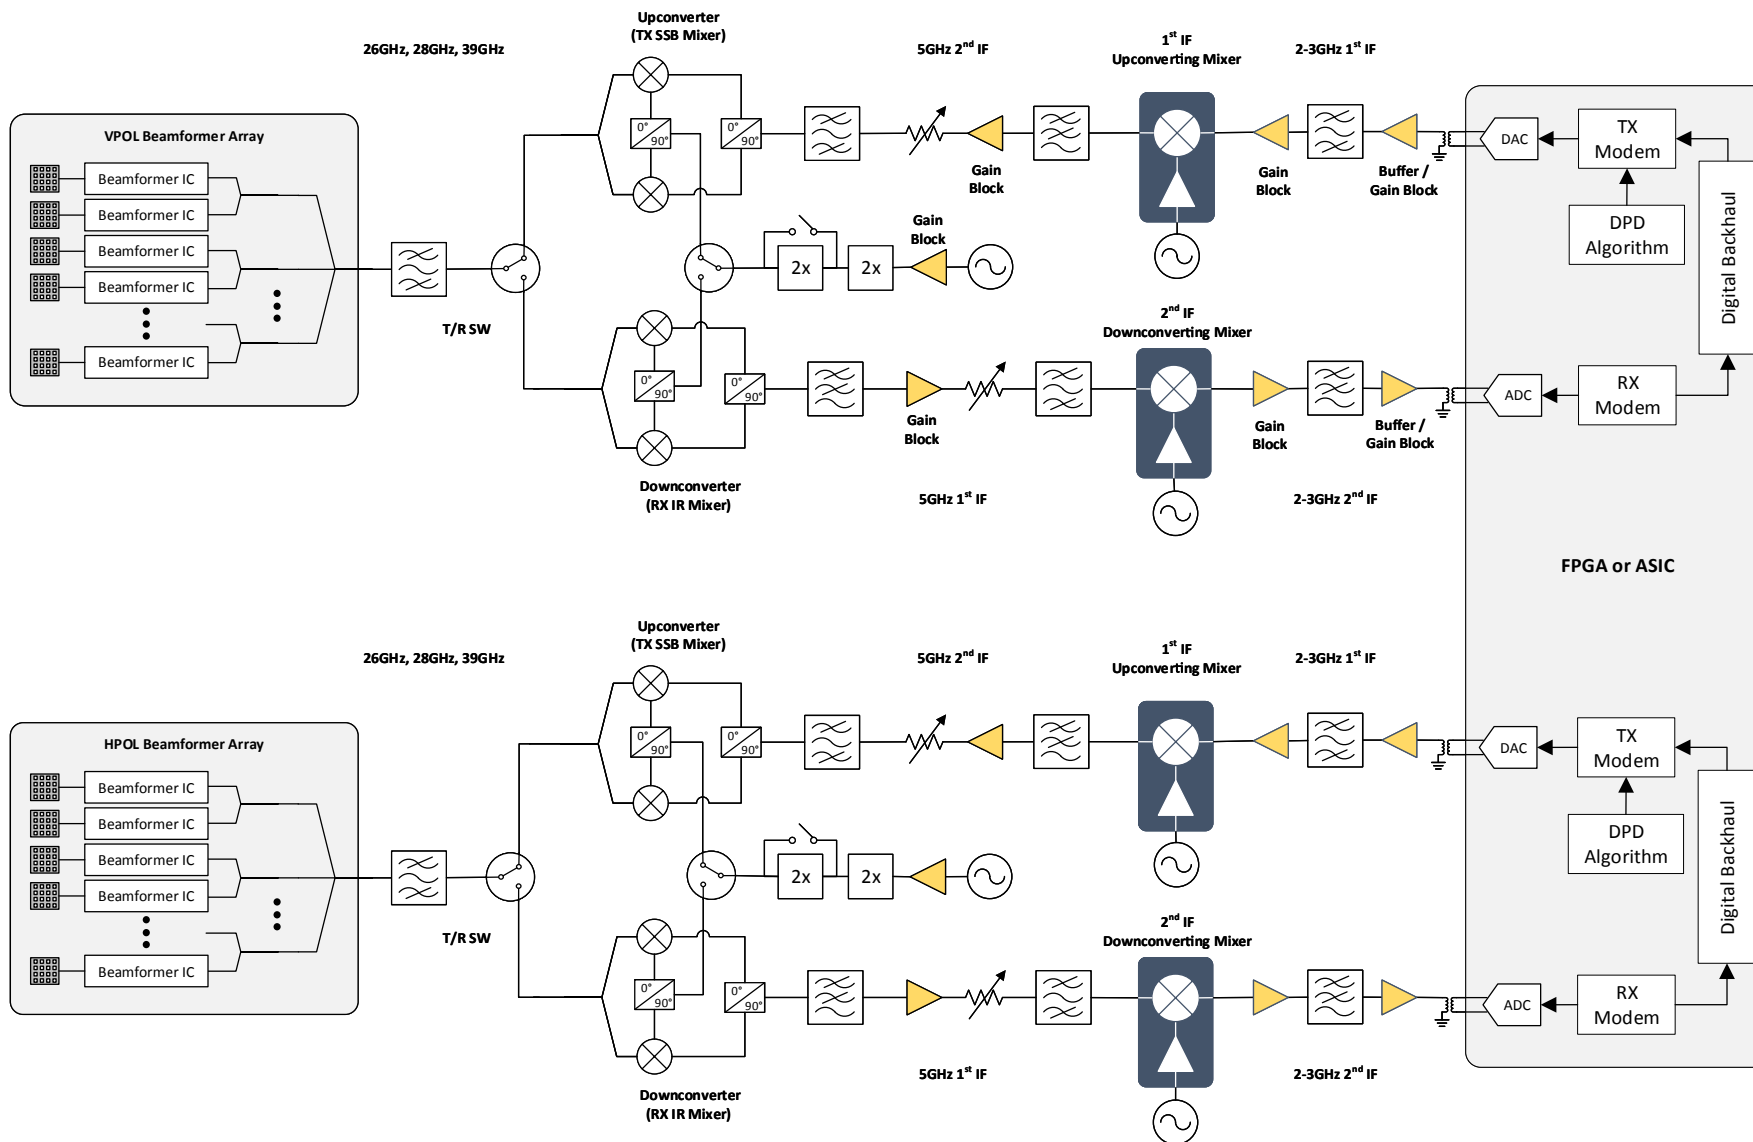 Upconverter
(TX SSB Mixer)
26GHz, 28GHz, 39GHz
5GHz 2nd IF
1st IF
Upconverting Mixer
2-3GHz 1st IF
VPOL Beamformer Array
Beamformer IC
Beamformer IC
Beamformer IC
Beamformer IC
Beamformer IC
T/R SW
0°
90°
0°
90°
Gain
Block
Gain
Block
Buffer /
Gain Block
DAC
TX
Modem
DPD
Algorithm
Digital Backhaul
2x
2x
Gain
Block
0°
90°
0°
90°
Downconverter
(RX IR Mixer)
Gain
Block
5GHz 1st IF
2nd IF
Downconverting Mixer
Gain
Block
Buffer /
Gain Block
2-3GHz 2nd IF
ADC
RX
Modem
FPGA or ASIC
Upconverter
(TX SSB Mixer)
26GHz, 28GHz, 39GHz
5GHz 2nd IF
1st IF
Upconverting Mixer
2-3GHz 1st IF
HPOL Beamformer Array
Beamformer IC
Beamformer IC
Beamformer IC
Beamformer IC
Beamformer IC
T/R SW
0°
90°
0°
90°
DAC
TX
Modem
DPD
Algorithm
Digital Backhaul
2x
2x
0°
90°
0°
90°
Downconverter
(RX IR Mixer)
5GHz 1st IF
2nd IF
Downconverting Mixer
2-3GHz 2nd IF
ADC
RX
Modem